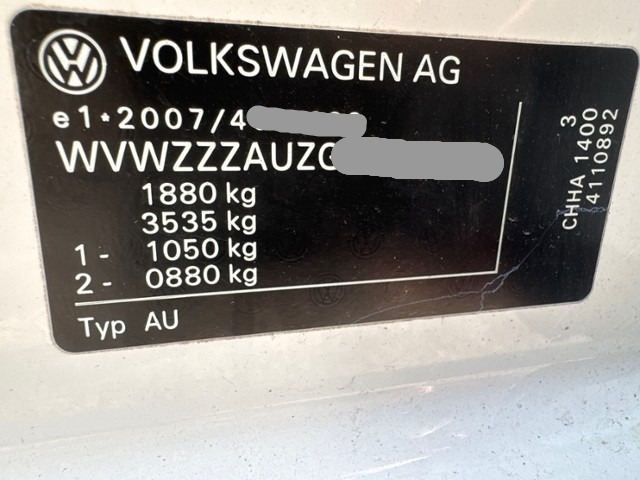 VOLKSWAGEN AG
e1*2007/4
WVWZZZAUZ
1880 kg
3535 kg
1 - 1050 kg
2 - 0880 kg
Typ AU
3
CHHA 1400
4110892